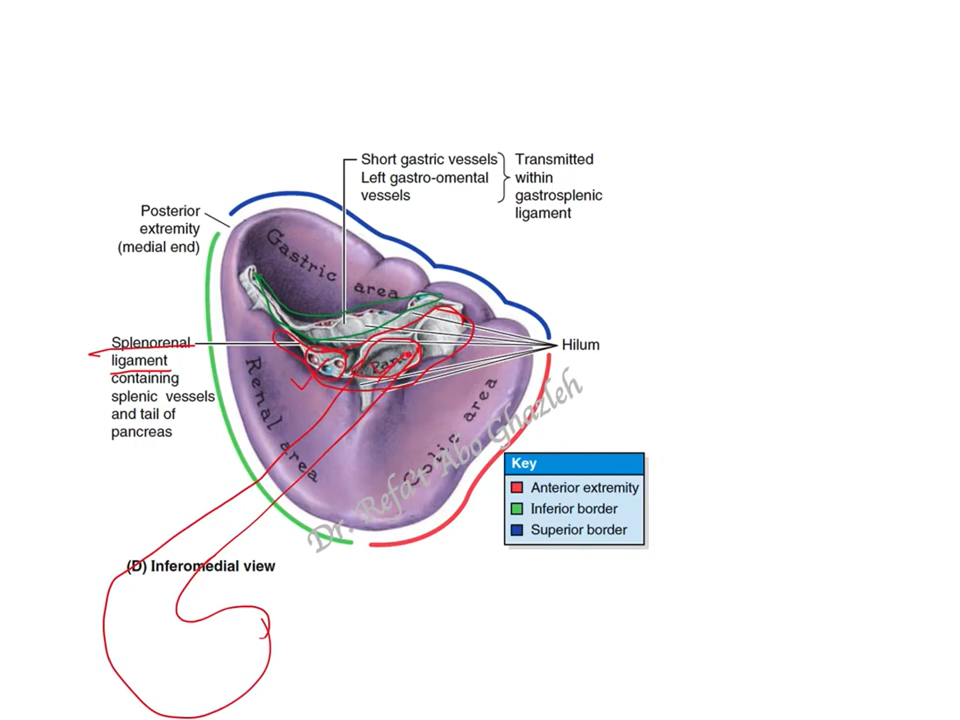 Short gastric vessels
Left gastro-omental
vessels
Transmitted
within
gastrosplenic
ligament
Posterior
extremity
(medial end)
Gastric area
Splenorenal
ligament
containing
splenic vessels
and tail of
pancreas
Hilum
Renal area
Colic area
Dr. Refa't Abo Ghazleh
Key
Anterior extremity
Inferior border
Superior border
(D) Inferomedial view